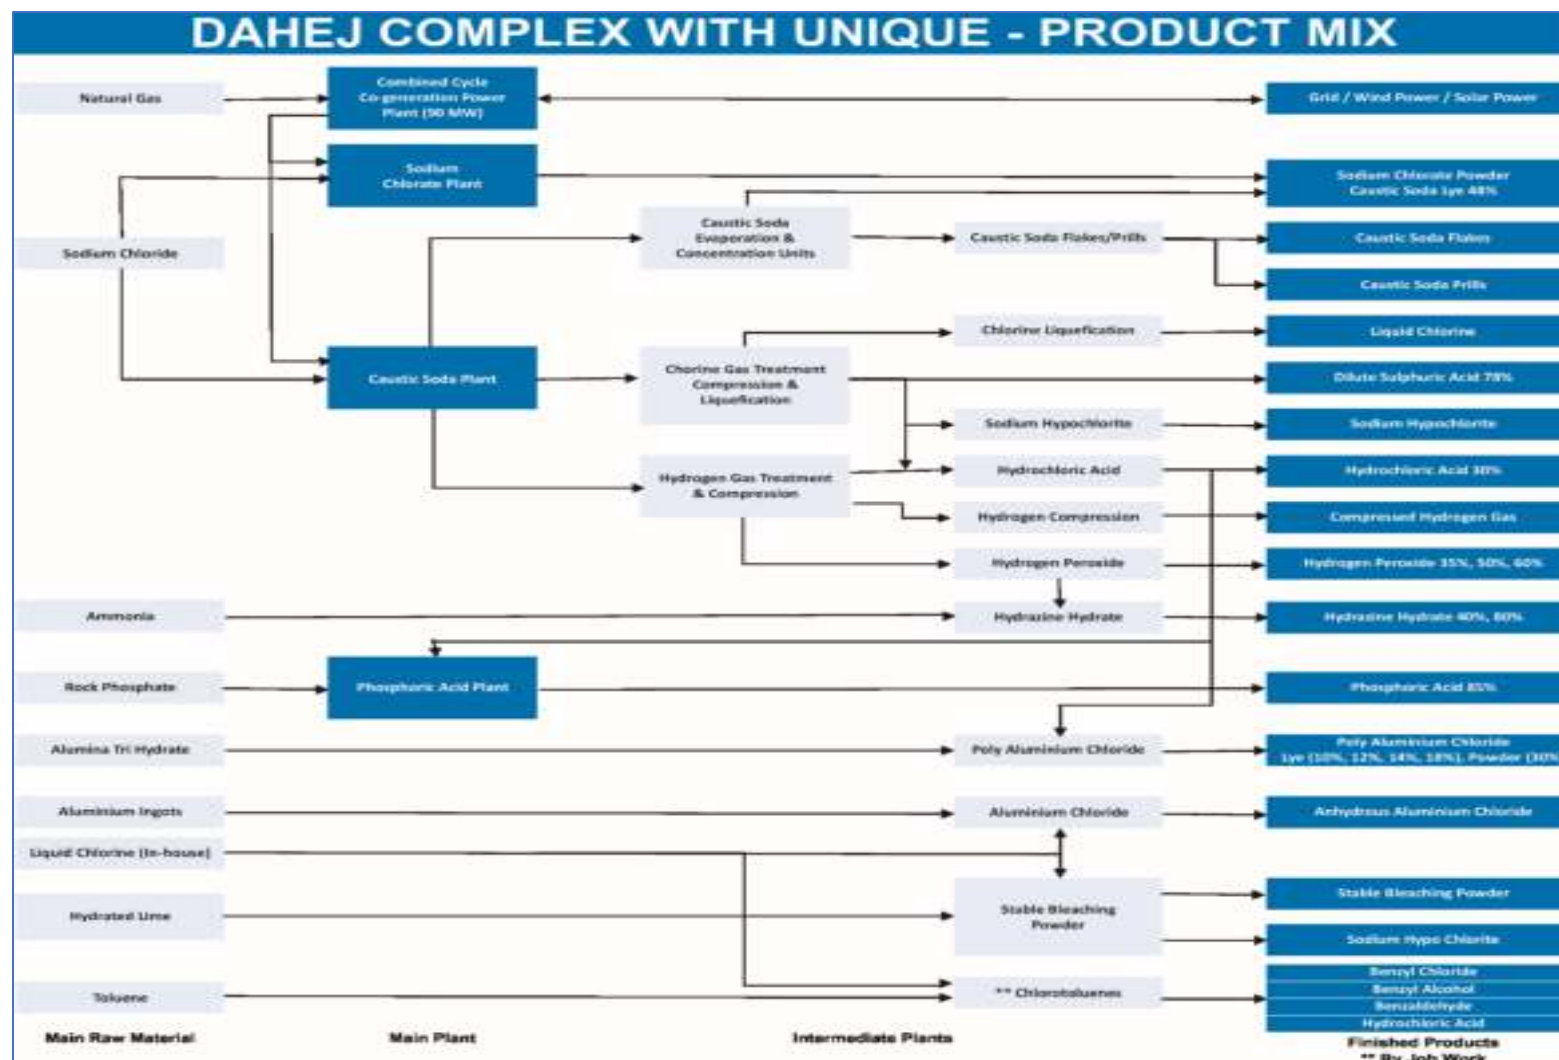 DAHEJ COMPLEX WITH UNIQUE - PRODUCT MIX
Natural Gas
Combined Cycle
Co-generation Power
Plant (90 MW)
Grid / Wind Power / Solar Power
Sodium
Chlorate Plant
Sodium Chlorate Powder
Caustic Soda Lye 48%
Sodium Chloride
Caustic Soda
Evaporation &
Concentration Units
Caustic Soda Flakes/Prills
Caustic Soda Flakes
Caustic Soda Prills
Chlorine Liquefication
Liquid Chlorine
Caustic Soda Plant
Chorine Gas Treatment
Compression &
Liquefication
Dilute Sulphuric Acid 78%
Sodium Hypochlorite
Sodium Hypochlorite
Hydrogen Gas Treatment
& Compression
Hydrochloric Acid
Hydrochloric Acid 30%
Hydrogen Compression
Compressed Hydrogen Gas
Hydrogen Peroxide
Hydrogen Peroxide 35%, 50%, 60%
Ammonia
Hydrazine Hydrate
Hydrazine Hydrate 40%, 80%
Rock Phosphate
Phosphoric Acid Plant
Phosphoric Acid 85%
Alumina Tri Hydrate
Poly Aluminium Chloride
Poly Aluminium Chloride
Lye (10%, 12%, 14%, 18%). Powder (30%
Aluminium Ingots
Aluminium Chloride
Anhydrous Aluminium Chloride
Liquid Chlorine (In-house)
Hydrated Lime
Stable Bleaching
Powder
Stable Bleaching Powder
Sodium Hypo Chlorite
Toluene
** Chlorotoluenes
Benzyl Chloride
Benzyl Alcohol
Benzaldehyde
Hydrochloric Acid
Main Raw Material
Main Plant
Intermediate Plants
Finished Products
** By Job Work